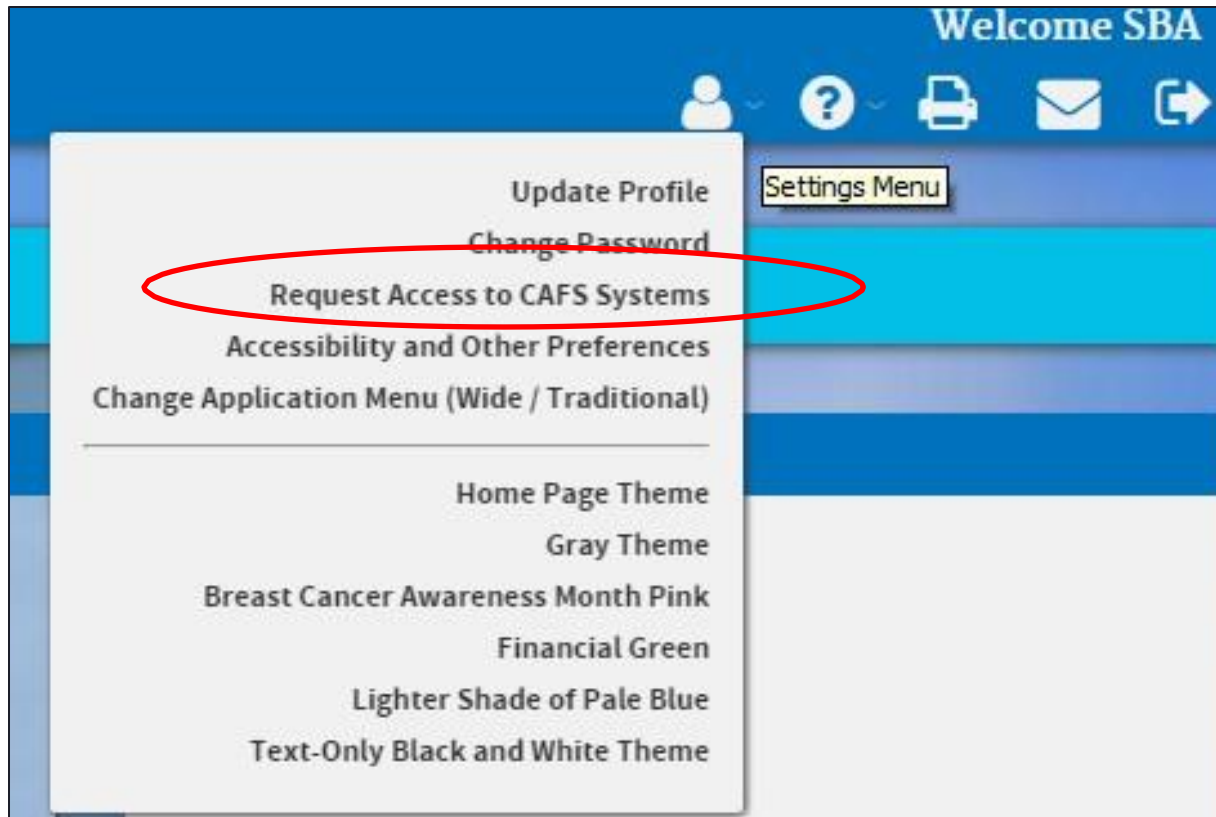 Welcome SBA
Settings Menu
Update Profile
Change Password
Request Access to CAFS Systems
Accessibility and Other Preferences
Change Application Menu (Wide / Traditional)
Home Page Theme
Gray Theme
Breast Cancer Awareness Month Pink
Financial Green
Lighter Shade of Pale Blue
Text-Only Black and White Theme